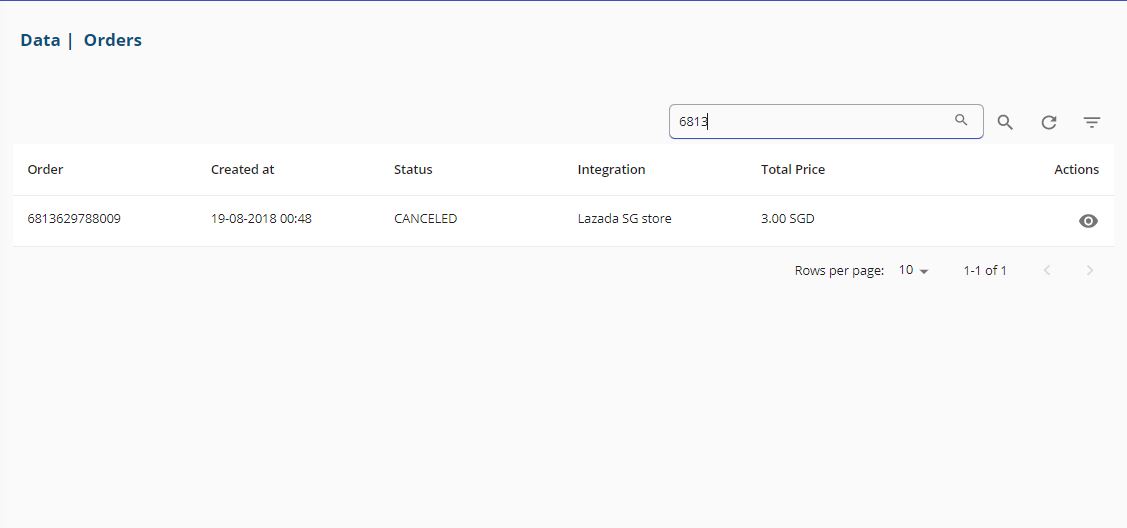 Data | Orders
6813
Order Created at Status Integration Total Price Actions
6813629788009 19-08-2018 00:48 CANCELED Lazada SG store 3.00 SGD
Rows per page: 10 1-1 of 1